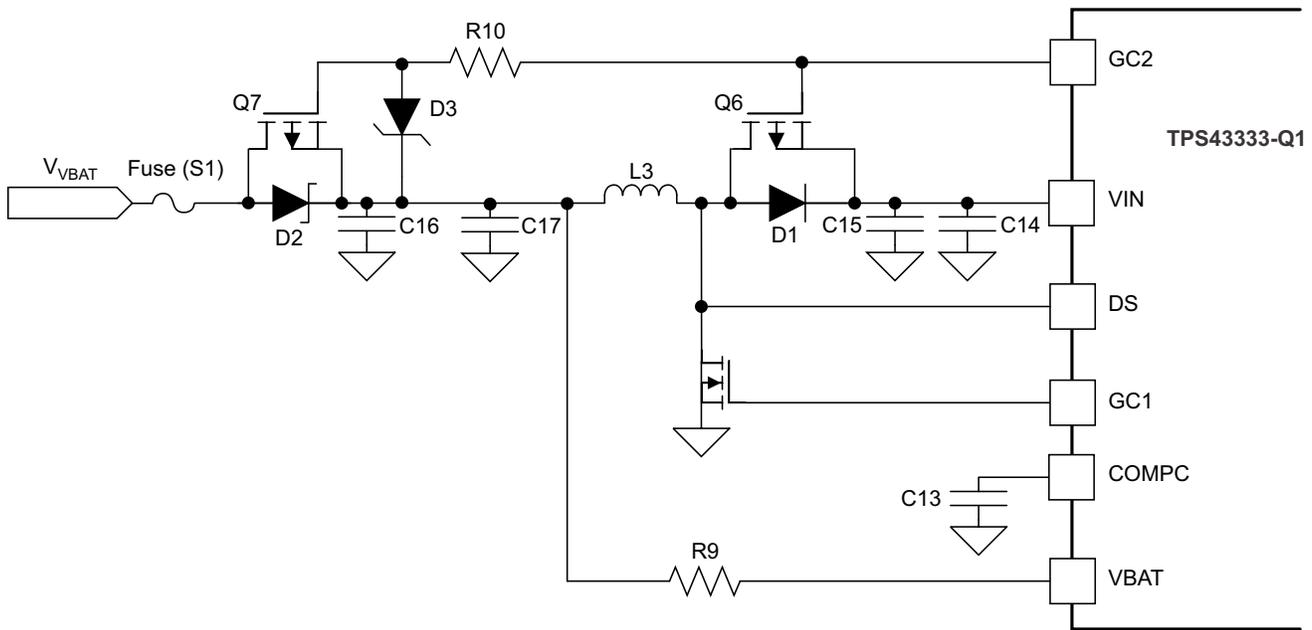 R10
GC2
Q7
D3
Q6
TPS43333-Q1
VVBAT
Fuse (S1)
L3
VIN
D2
C16
C17
D1
C15
C14
DS
GC1
COMPC
C13
R9
VBAT